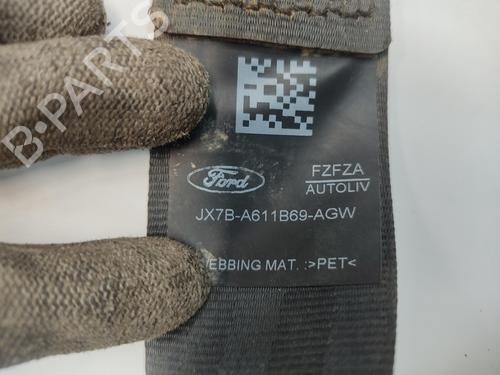 B-PARTS
Ford
FZFZA
AUTOLIV
JX7B-A611B69-AGW
EBBING MAT. :>PET<